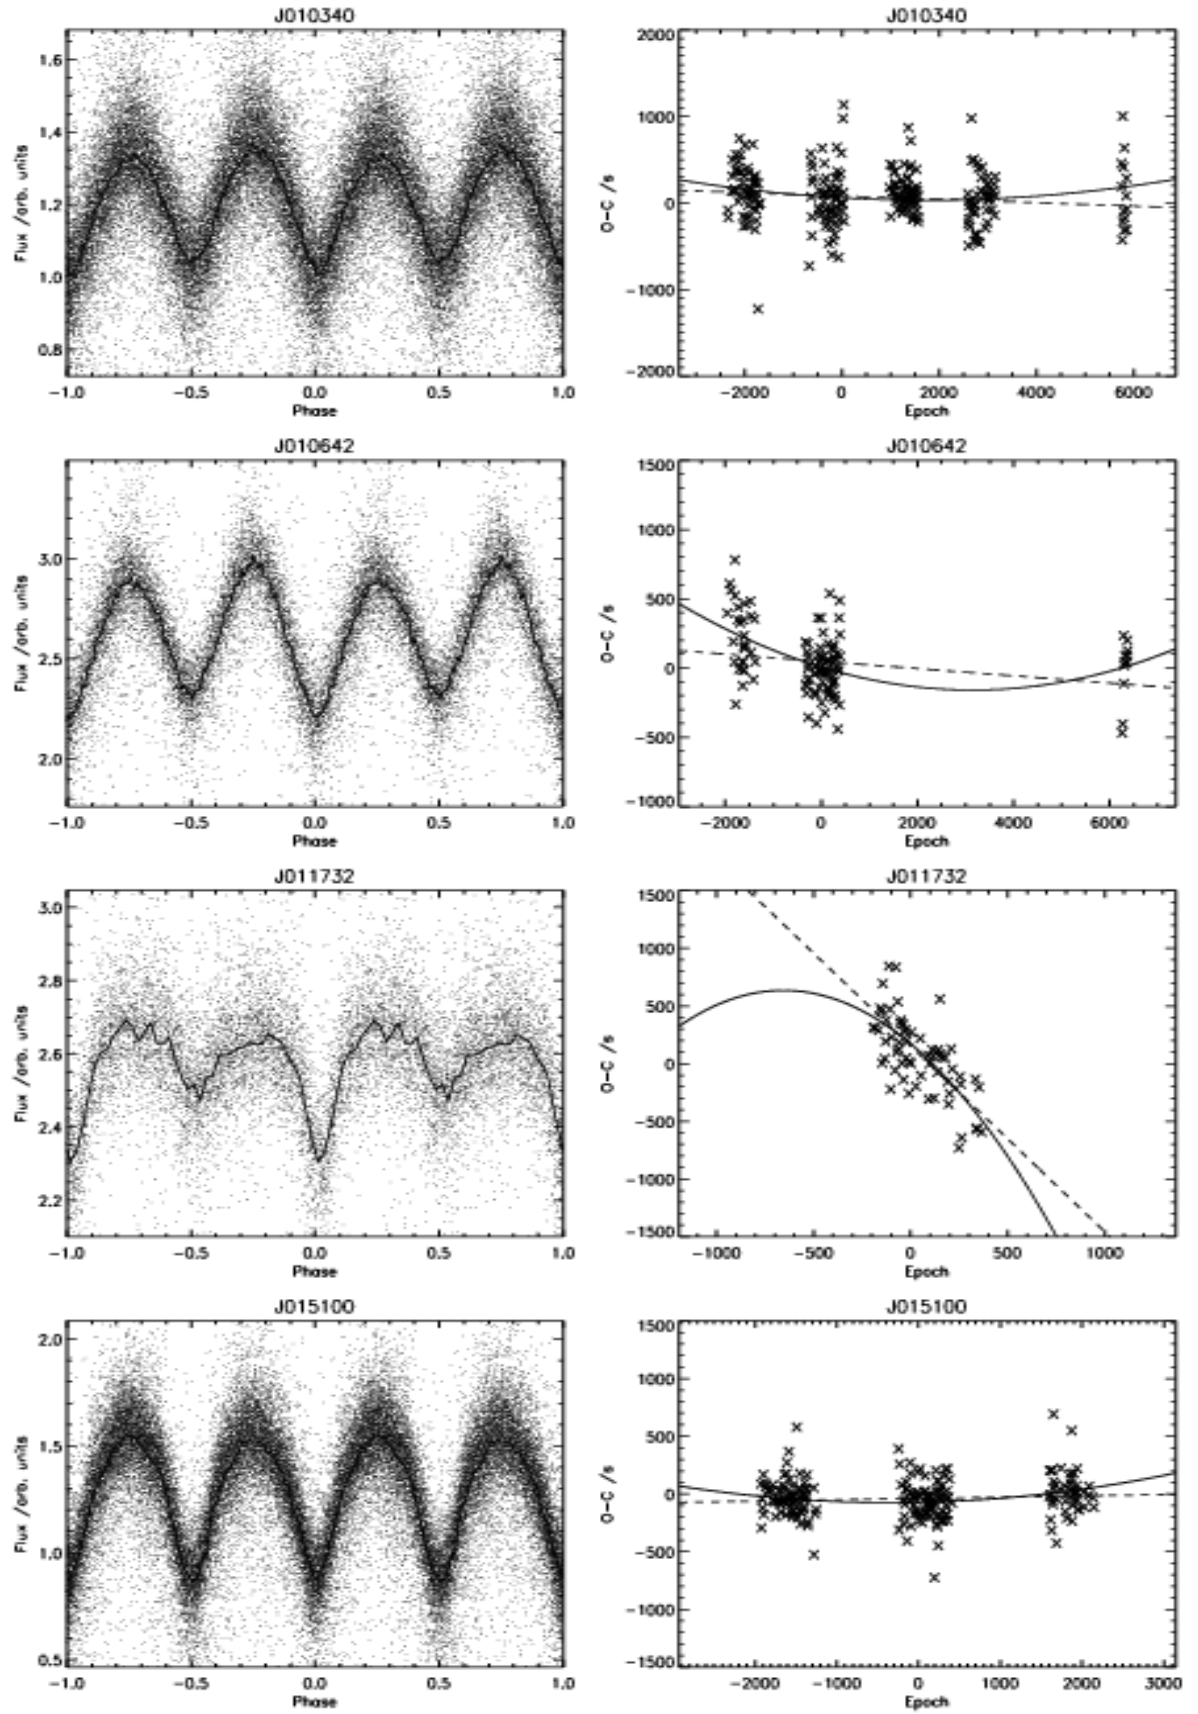 J010340
J010340
1.6
1.4
1.2
1.0
0.8
Flux /arb. units
-1.0 -0.5 0.0 0.5 1.0
Phase
2000
1000
0
-1000
-2000
O-C /s
-2000 0 2000 4000 6000
Epoch
J010642
J010642
3.0
2.5
2.0
Flux /arb. units
-1.0 -0.5 0.0 0.5 1.0
Phase
1500
1000
500
0
-500
-1000
O-C /s
-2000 0 2000 4000 6000
Epoch
J011732
J011732
3.0
2.8
2.6
2.4
2.2
Flux /arb. units
-1.0 -0.5 0.0 0.5 1.0
Phase
1500
1000
500
0
-500
-1000
-1500
O-C /s
-1000 -500 0 500 1000
Epoch
J015100
J015100
2.0
1.5
1.0
0.5
Flux /arb. units
-1.0 -0.5 0.0 0.5 1.0
Phase
1500
1000
500
0
-500
-1000
-1500
O-C /s
-2000 -1000 0 1000 2000 3000
Epoch